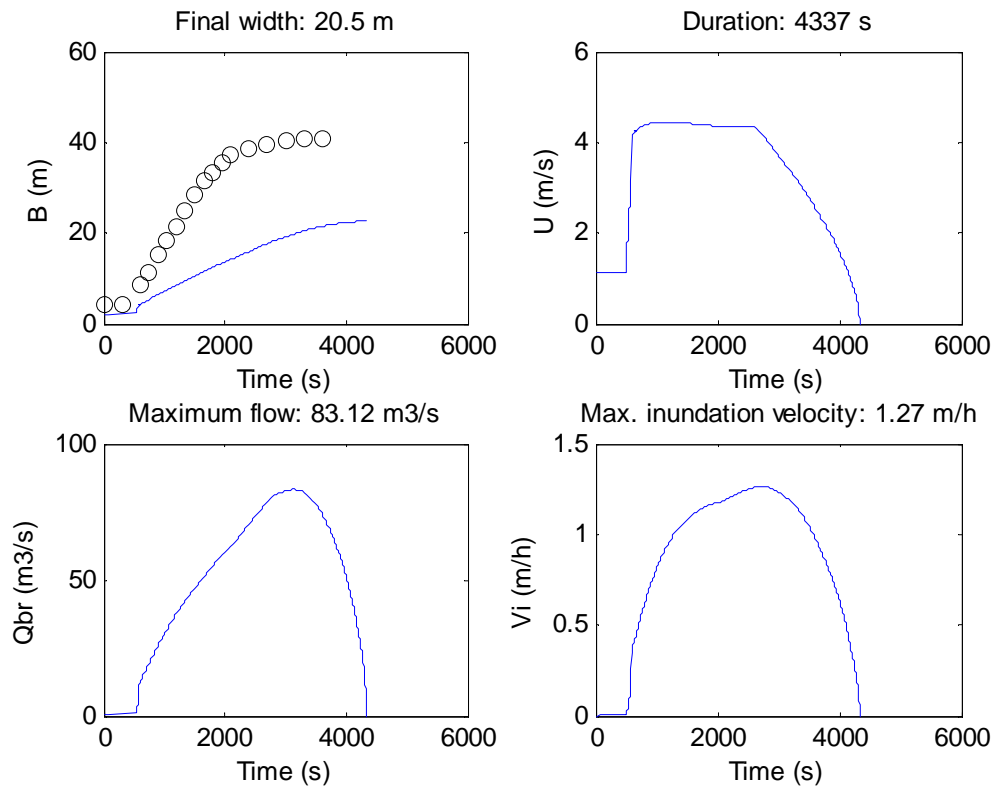 Final width: 20.5 m
60
40
20
0
B (m)
0 2000 4000 6000
Time (s)
Duration: 4337 s
6
4
2
0
U (m/s)
0 2000 4000 6000
Time (s)
Maximum flow: 83.12 m3/s
100
50
0
Qbr (m3/s)
0 2000 4000 6000
Time (s)
Max. inundation velocity: 1.27 m/h
1.5
1
0.5
0
Vi (m/h)
0 2000 4000 6000
Time (s)